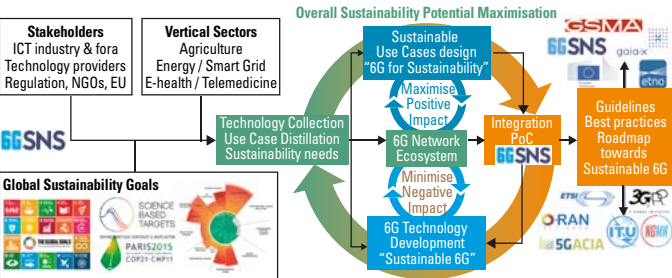 Overall Sustainability Potential Maximisation
Stakeholders
ICT industry & fora
Technology providers
Regulation, NGOs, EU
Vertical Sectors
Agriculture
Energy / Smart Grid
E-health / Telemedicine
6GSNS
Technology Collection
Use Case Distillation
Sustainability needs
Sustainable
Use Cases design
“6G for Sustainability”
Maximise
Positive
Impact
6G Network
Ecosystem
Minimise
Negative
Impact
6G Technology
Development
“Sustainable 6G”
Integration
PoC
6GSNS
GSMA
6GSNS
gaia-x
etno
Guidelines
Best practices
Roadmap
towards
Sustainable 6G
ETSI
3GPP
O-RAN
ALLIANCE
ITU
NGMN
5GACIA
Global Sustainability Goals
THE GLOBAL GOALS
SCIENCE
BASED
TARGETS
PARIS2015
COP21·CMP11